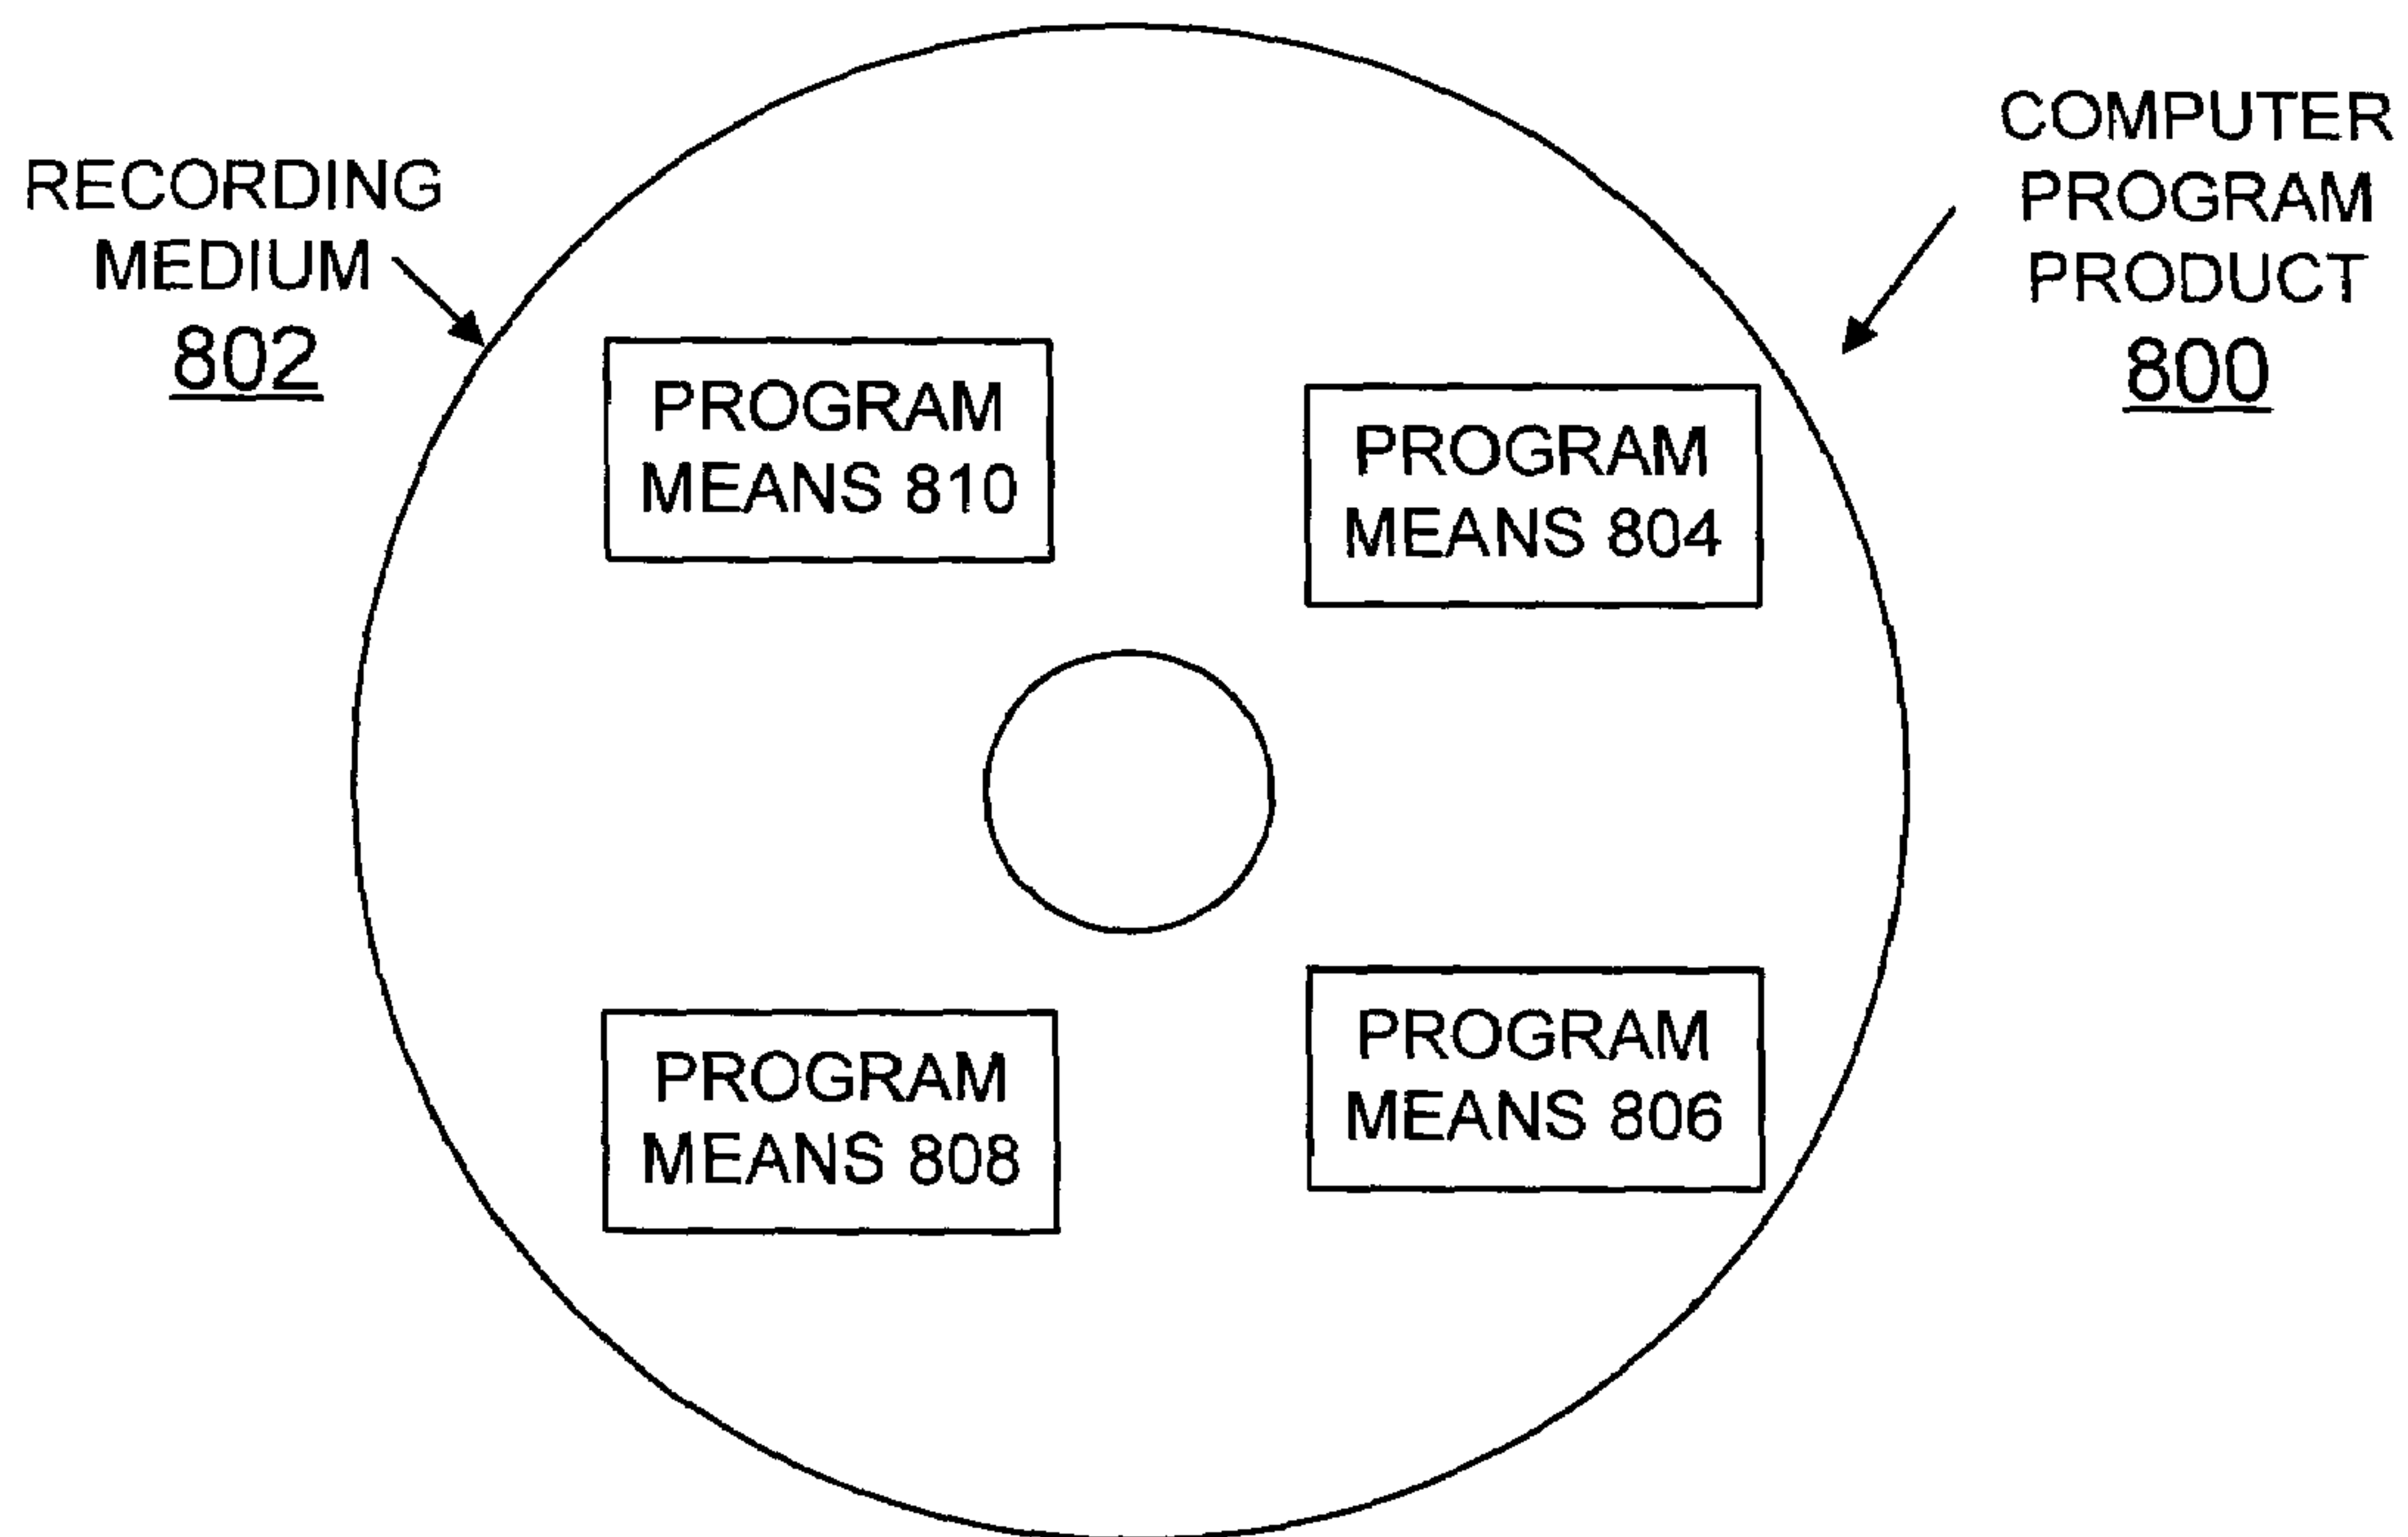 RECORDING
MEDIUM
802
COMPUTER
PROGRAM
PRODUCT
800
PROGRAM
MEANS 810
PROGRAM
MEANS 804
PROGRAM
MEANS 808
PROGRAM
MEANS 806